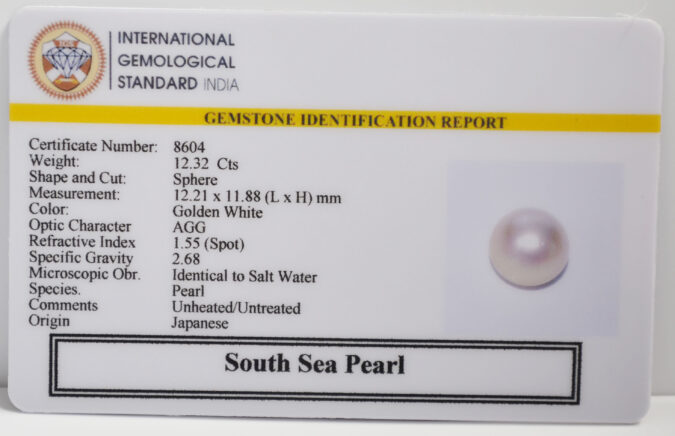 INTERNATIONAL
GEMOLOGICAL
STANDARD INDIA
GEMSTONE IDENTIFICATION REPORT
Certificate Number: 8604
Weight: 12.32 Cts
Shape and Cut: Sphere
Measurement: 12.21 x 11.88 (L x H) mm
Color: Golden White
Optic Character AGG
Refractive Index 1.55 (Spot)
Specific Gravity 2.68
Microscopic Obr. Identical to Salt Water
Species. Pearl
Comments Unheated/Untreated
Origin Japanese
South Sea Pearl